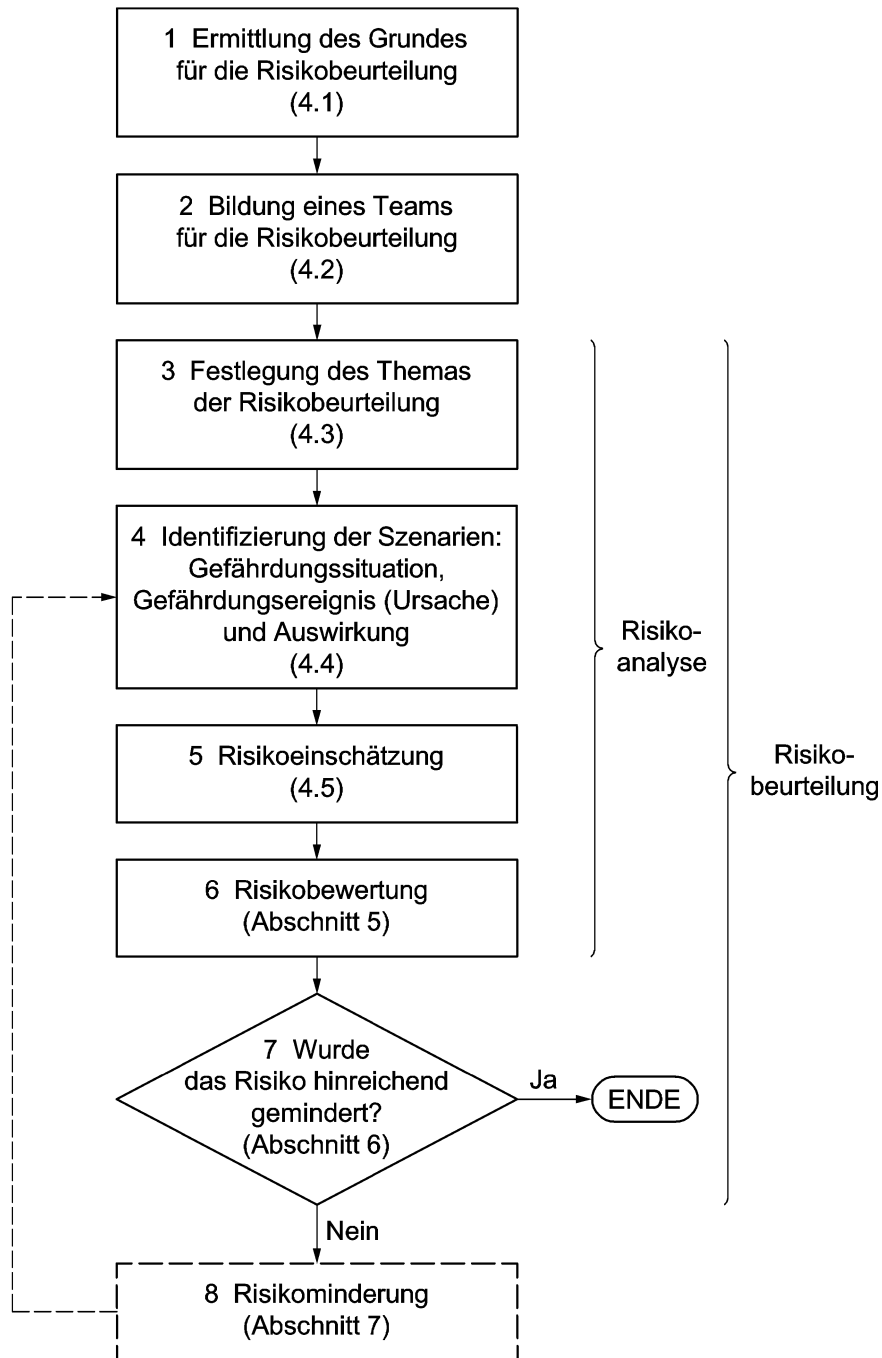 1 Ermittlung des Grundes
für die Risikobeurteilung
(4.1)
2 Bildung eines Teams
für die Risikobeurteilung
(4.2)
3 Festlegung des Themas
der Risikobeurteilung
(4.3)
4 Identifizierung der Szenarien:
Gefährdungssituation,
Gefährdungsereignis (Ursache)
und Auswirkung
(4.4)
5 Risikoeinschätzung
(4.5)
6 Risikobewertung
(Abschnitt 5)
Risiko-
analyse
Risiko-
beurteilung
7 Wurde
das Risiko hinreichend
gemindert?
(Abschnitt 6)
Ja
ENDE
Nein
8 Risikominderung
(Abschnitt 7)